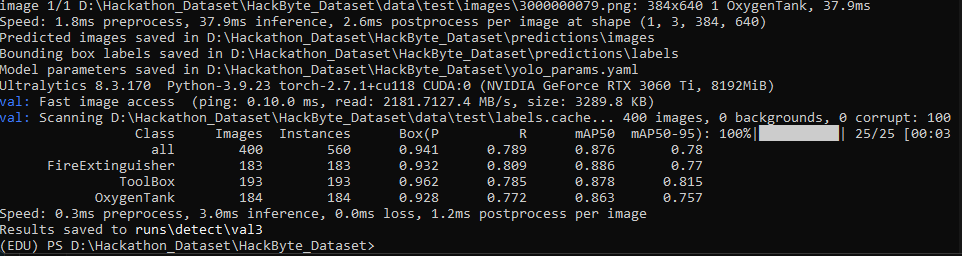 image 1/1 D:\Hackathon_Dataset\HackByte_Dataset\data\test\images\3000000079.png: 384x640 1 OxygenTank, 37.9ms
Speed: 1.8ms preprocess, 37.9ms inference, 2.6ms postprocess per image at shape (1, 3, 384, 640)
Predicted images saved in D:\Hackathon_Dataset\HackByte_Dataset\predictions\images
Bounding box labels saved in D:\Hackathon_Dataset\HackByte_Dataset\predictions\labels
Model parameters saved in D:\Hackathon_Dataset\HackByte_Dataset\yolo_params.yaml
Ultralytics 8.3.170 Python-3.9.23 torch-2.7.1+cu118 CUDA:0 (NVIDIA GeForce RTX 3060 Ti, 8192MiB)
val: Fast image access (ping: 0.10.0 ms, read: 2181.7127.4 MB/s, size: 3289.8 KB)
val: Scanning D:\Hackathon_Dataset\HackByte_Dataset\data\test\labels.cache... 400 images, 0 backgrounds, 0 corrupt: 100
Class Images Instances Box(P R mAP50 mAP50-95): 100%| | 25/25 [00:03
all 400 560 0.941 0.789 0.876 0.78
FireExtinguisher 183 183 0.932 0.809 0.886 0.77
ToolBox 193 193 0.962 0.785 0.878 0.815
OxygenTank 184 184 0.928 0.772 0.863 0.757
Speed: 0.3ms preprocess, 3.0ms inference, 0.0ms loss, 1.2ms postprocess per image
Results saved to runs\detect\val3
(EDU) PS D:\Hackathon_Dataset\HackByte_Dataset>